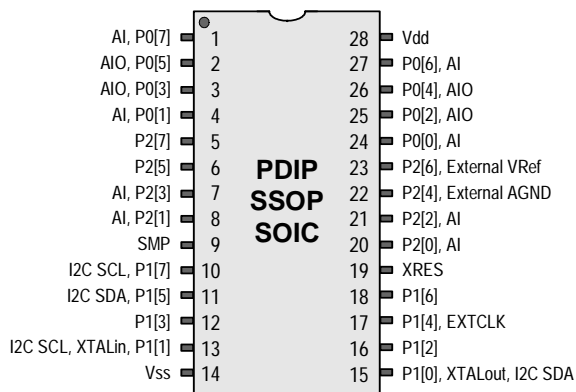 AI, P0[7] 1 28 Vdd
AIO, P0[5] 2 27 P0[6], AI
AIO, P0[3] 3 26 P0[4], AIO
AI, P0[1] 4 25 P0[2], AIO
P2[7] 5 24 P0[0], AI
P2[5] 6 PDIP 23 P2[6], External VRef
AI, P2[3] 7 SSOP 22 P2[4], External AGND
AI, P2[1] 8 SOIC 21 P2[2], AI
SMP 9 20 P2[0], AI
I2C SCL, P1[7] 10 19 XRES
I2C SDA, P1[5] 11 18 P1[6]
P1[3] 12 17 P1[4], EXTCLK
I2C SCL, XTALin, P1[1] 13 16 P1[2]
Vss 14 15 P1[0], XTALout, I2C SDA